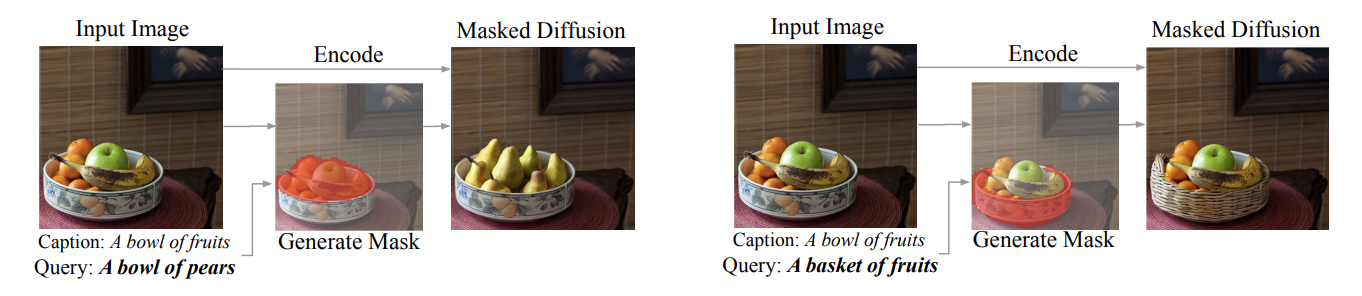 Input Image
Encode
Masked Diffusion
Generate Mask
Caption: A bowl of fruits
Query: A bowl of pears
Input Image
Encode
Masked Diffusion
Generate Mask
Caption: A bowl of fruits
Query: A basket of fruits